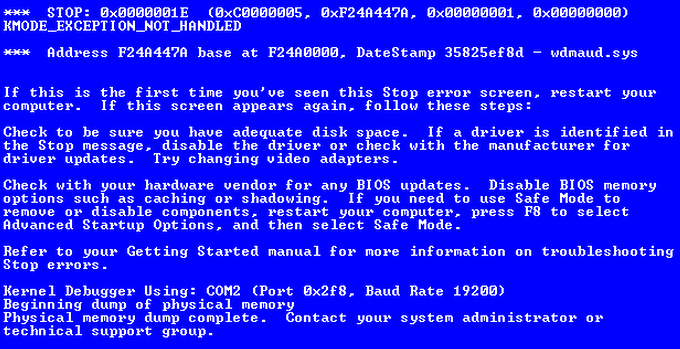 *** STOP: 0x0000001E (0xC0000005, 0xF24A447A, 0x00000001, 0x00000000)
KMODE_EXCEPTION_NOT_HANDLED
*** Address F24A447A base at F24A0000, DateStamp 35825ef8d - wdmaud.sys
If this is the first time you've seen this Stop error screen, restart your
computer. If this screen appears again, follow these steps:
Check to be sure you have adequate disk space. If a driver is identified in
the Stop message, disable the driver or check with the manufacturer for
driver updates. Try changing video adapters.
Check with your hardware vendor for any BIOS updates. Disable BIOS memory
options such as caching or shadowing. If you need to use Safe Mode to
remove or disable components, restart your computer, press F8 to select
Advanced Startup Options, and then select Safe Mode.
Refer to your Getting Started manual for more information on troubleshooting
Stop errors.
Kernel Debugger Using: COM2 (Port 0x2f8, Baud Rate 19200)
Beginning dump of physical memory
Physical memory dump complete. Contact your system administrator or
technical support group.